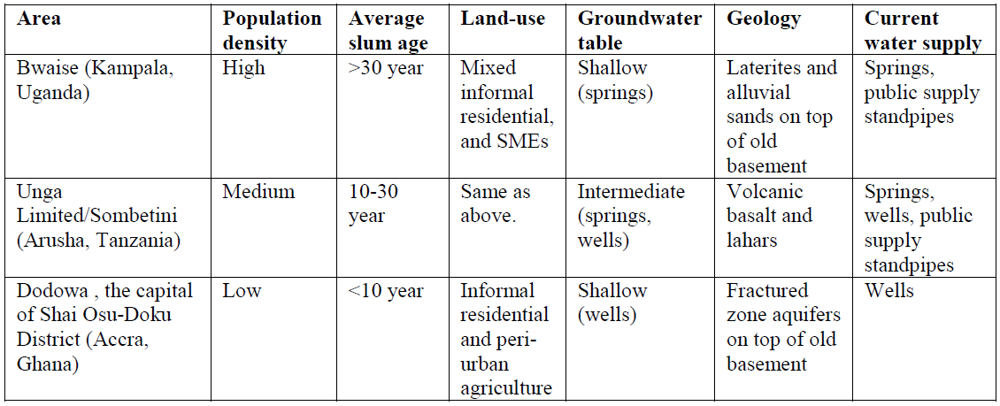 Area
Population
density
Average
slum age
Land-use
Groundwater
table
Geology
Current
water supply
Bwaise (Kampala,
Uganda)
High
>30 year
Mixed
informal
residential,
and SMEs
Shallow
(springs)
Laterites and
alluvial
sands on top
of old
basement
Springs,
public supply
standpipes
Unga
Limited/Sombetini
(Arusha, Tanzania)
Medium
10-30
year
Same as
above.
Intermediate
(springs,
wells)
Volcanic
basalt and
lahars
Springs,
wells, public
supply
standpipes
Dodowa , the capital
of Shai Osu-Doku
District (Accra,
Ghana)
Low
<10 year
Informal
residential
and peri-
urban
agriculture
Shallow
(wells)
Fractured
zone aquifers
on top of old
basement
Wells